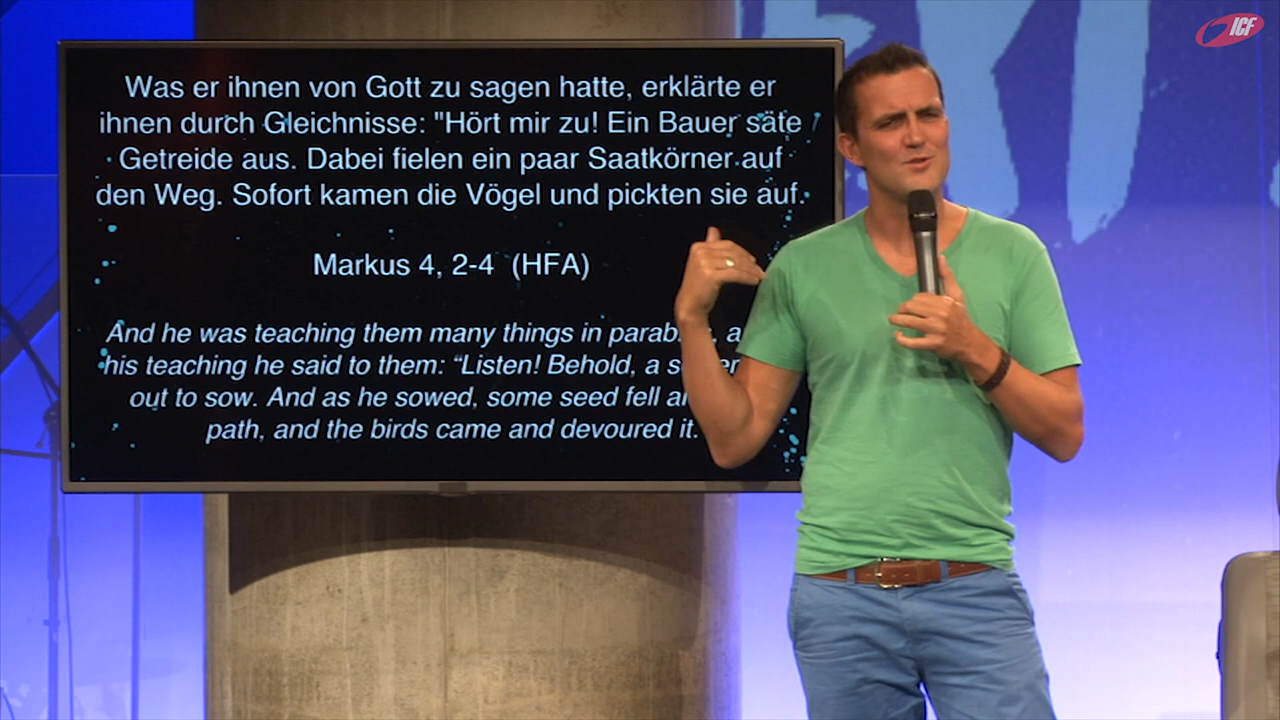 ICF
Was er ihnen von Gott zu sagen hatte, erklärte er
ihnen durch Gleichnisse: "Hört mir zu! Ein Bauer säte
Getreide aus. Dabei fielen ein paar Saatkörner auf
den Weg. Sofort kamen die Vögel und pickten sie auf.
Markus 4, 2-4 (HFA)
And he was teaching them many things in
his teaching he said to them: “Listen! Behold, a
out to sow. And as he sowed, some seed fell
path, and the birds came and devoured it.